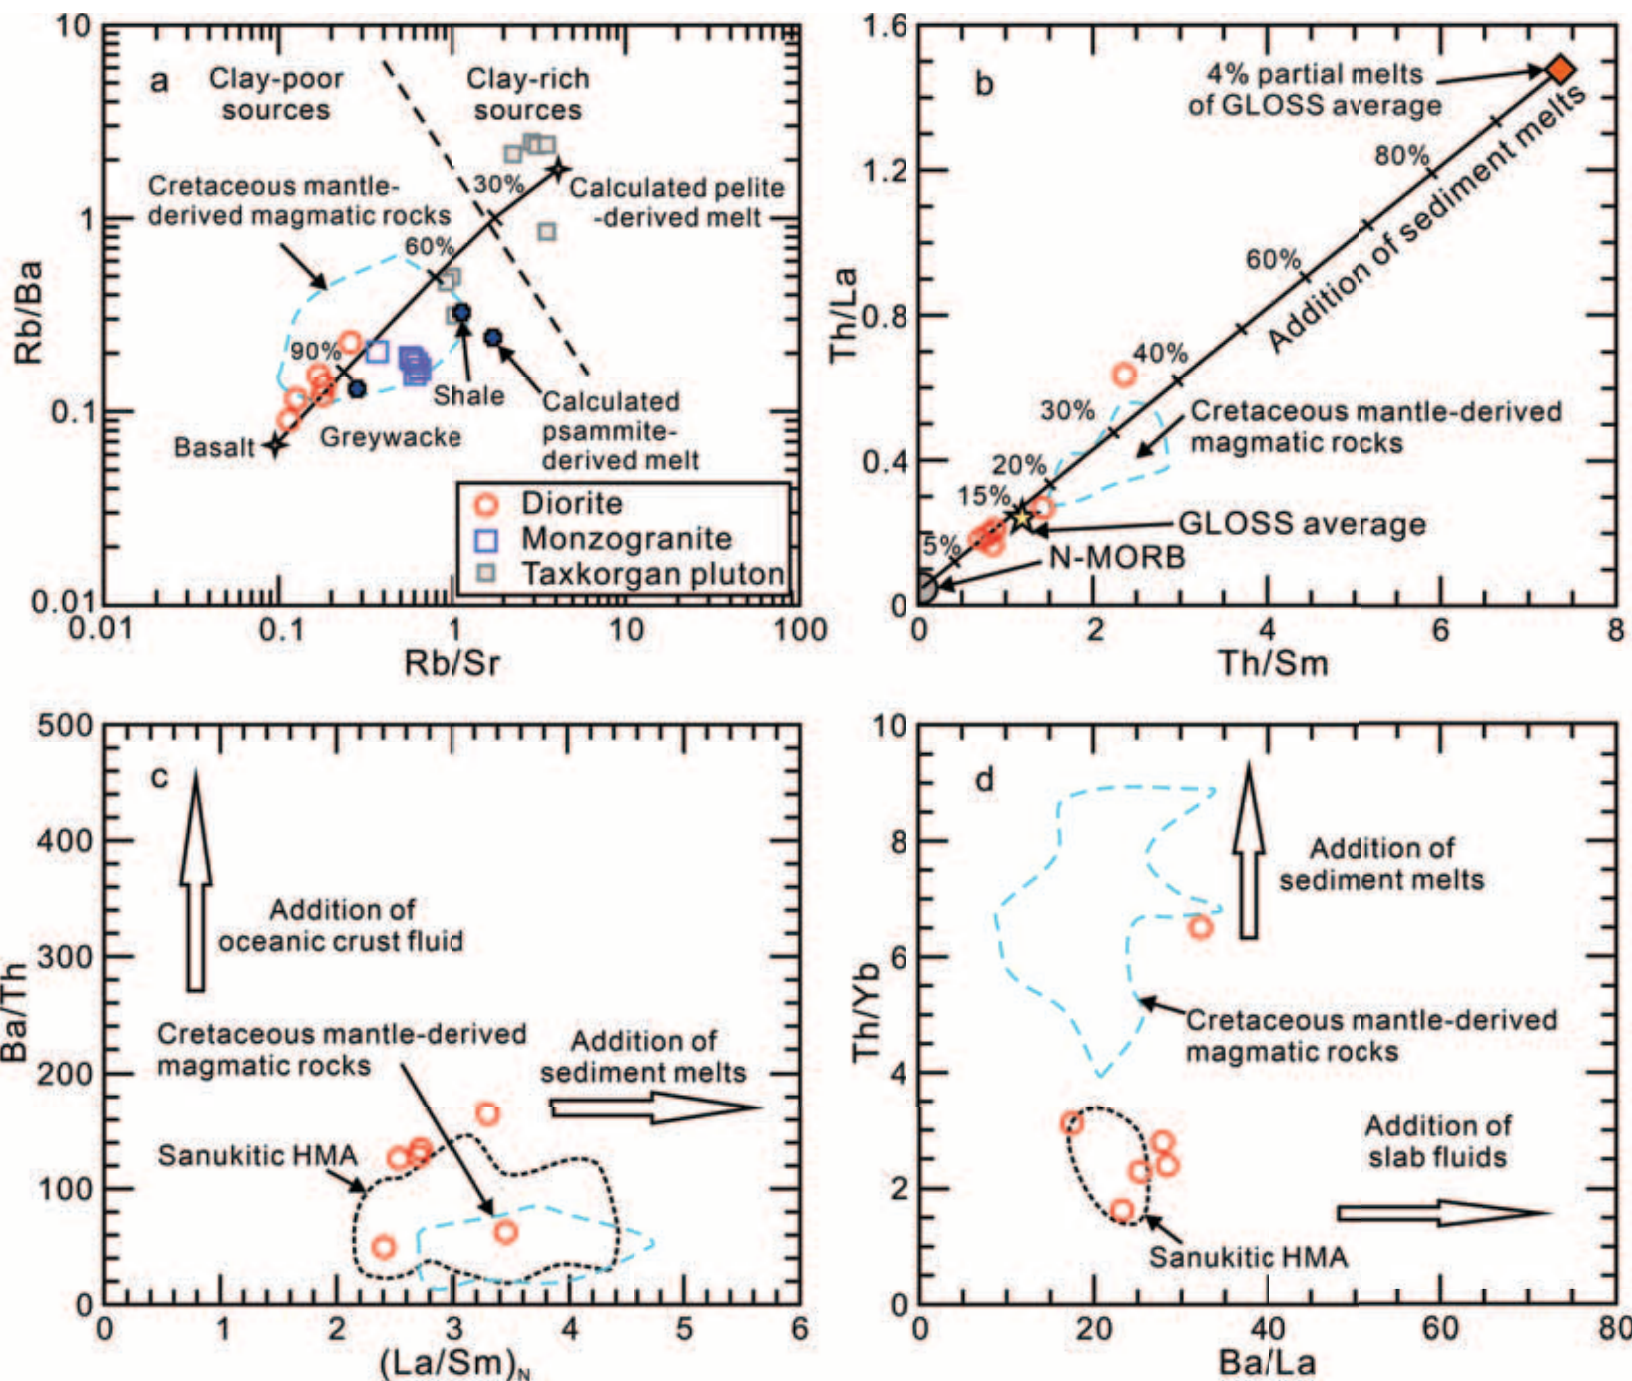 a
Clay-poor
sources
Clay-rich
sources
Cretaceous mantle-
derived magmatic rocks
30%
Calculated pelite
-derived melt
60%
90%
Shale
Calculated
psammite-
derived melt
Greywacke
Basalt
Diorite
Monzogranite
Taxkorgan pluton
10
1
0.1
0.01
Rb/Ba
0.01
0.1
1
10
100
Rb/Sr
b
4% partial melts
of GLOSS average
Addition of sediment melts
80%
60%
40%
30%
20%
15%
5%
Cretaceous mantle-derived
magmatic rocks
GLOSS average
N-MORB
1.6
1.2
0.8
0.4
0
Th/La
0
2
4
6
8
Th/Sm
c
Addition of
oceanic crust fluid
Cretaceous mantle-derived
magmatic rocks
Addition of
sediment melts
Sanukitic HMA
500
400
300
200
100
0
Ba/Th
0
1
2
3
4
5
6
(La/Sm)N
d
Addition of
sediment melts
Cretaceous mantle-derived
magmatic rocks
Addition of
slab fluids
Sanukitic HMA
10
8
6
4
2
0
Th/Yb
0
20
40
60
80
Ba/La